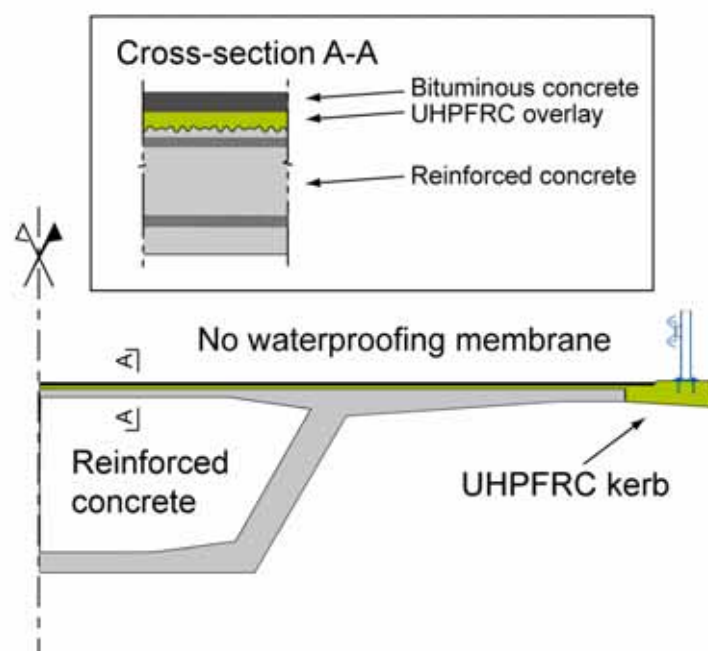 Cross-section A-A
Bituminous concrete
UHPFRC overlay
Reinforced concrete
No waterproofing membrane
A
A
Reinforced
concrete
UHPFRC kerb